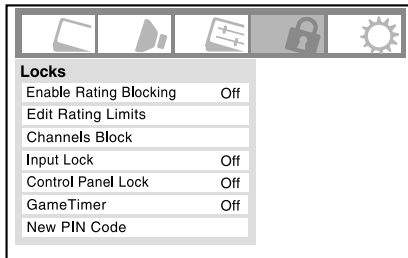 Locks
Enable Rating Blocking Off
Edit Rating Limits
Channels Block
Input Lock Off
Control Panel Lock Off
GameTimer Off
New PIN Code